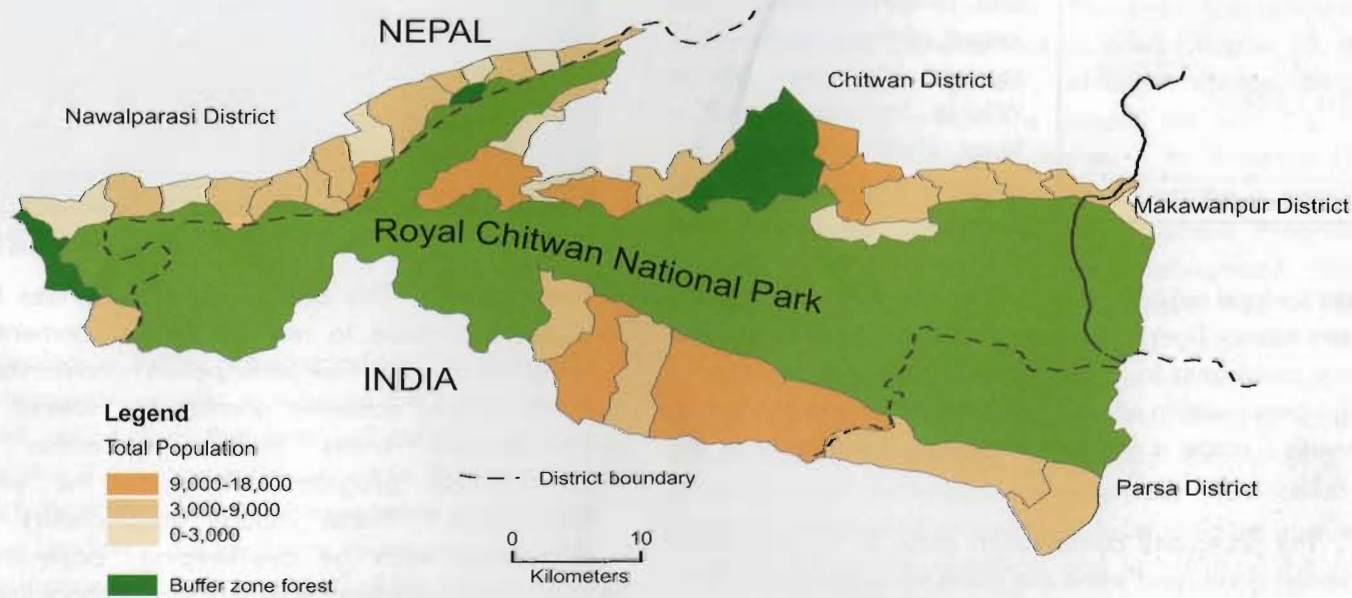 NEPAL
Chitwan District
Nawalparasi District
Makawanpur District
Royal Chitwan National Park
INDIA
Legend
Total Population
9,000-18,000
3,000-9,000
0-3,000
Buffer zone forest
District boundary
0 10
Kilometers
Parsa District